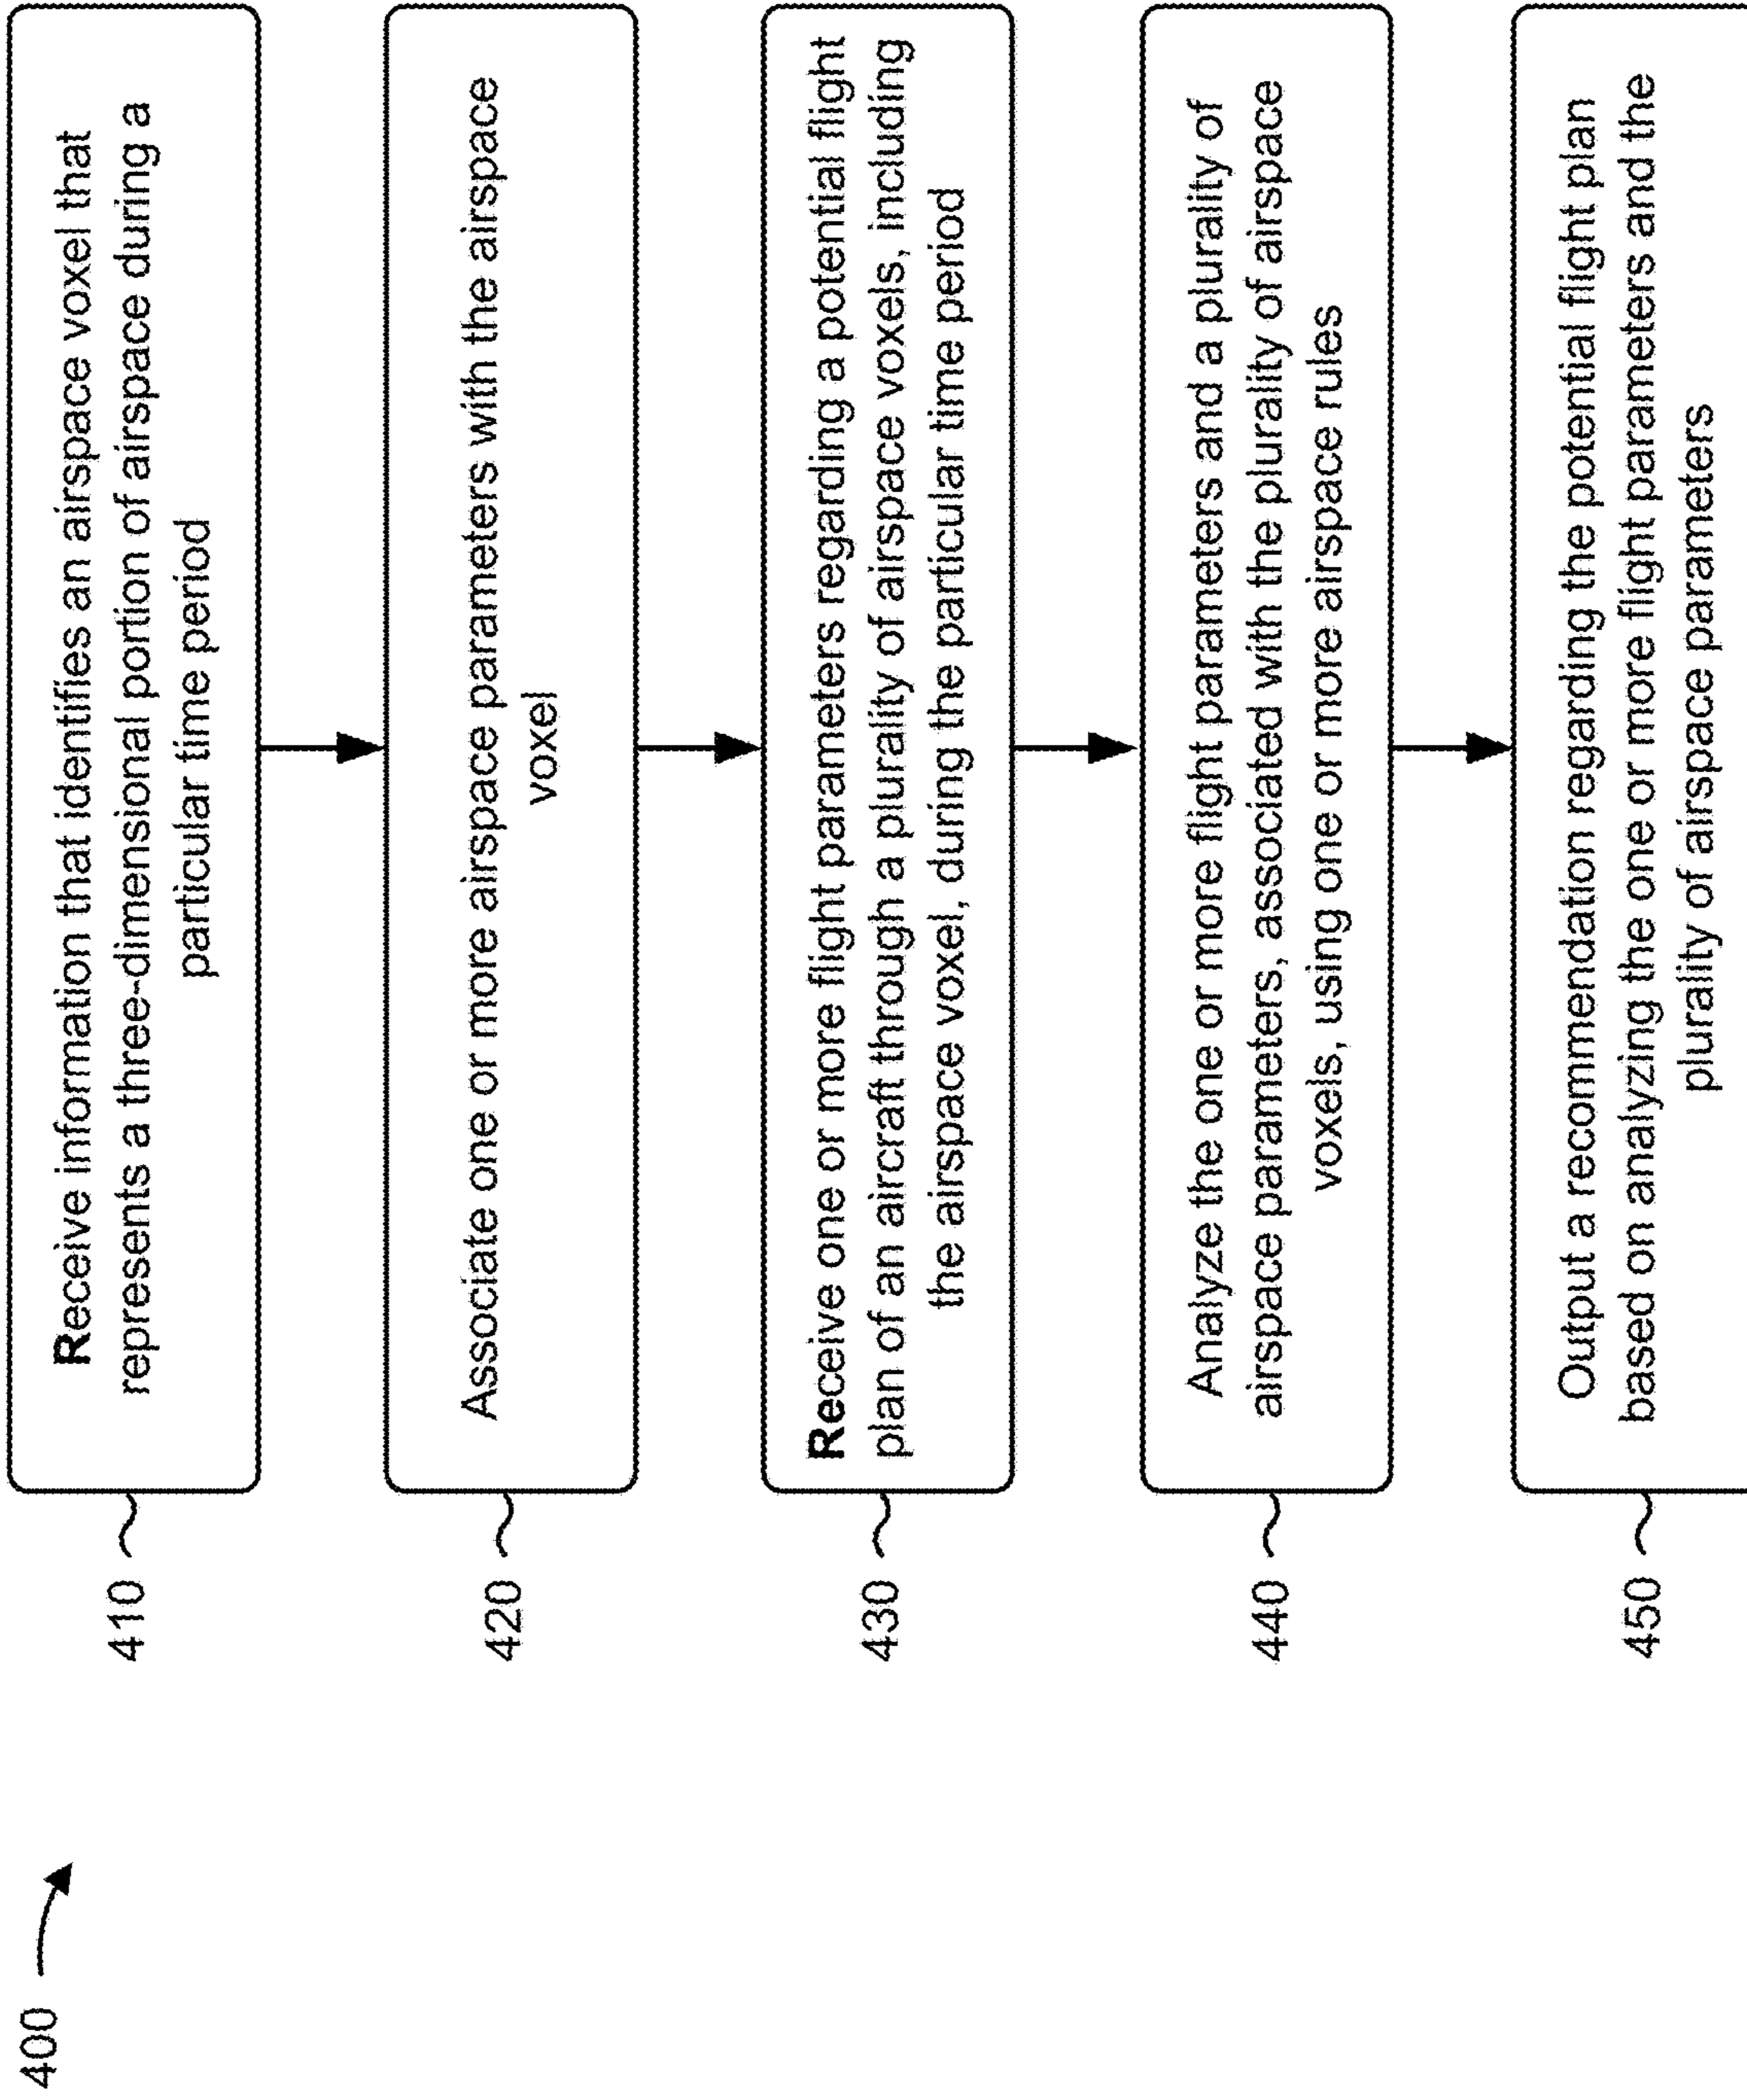 400
410
Receive information that identifies an airspace voxel that
represents a three-dimensional portion of airspace during a
particular time period
420
Associate one or more airspace parameters with the airspace
voxel
430
Receive one or more flight parameters regarding a potential flight
plan of an aircraft through a plurality of airspace voxels, including
the airspace voxel, during the particular time period
440
Analyze the one or more flight parameters and a plurality of
airspace parameters, associated with the plurality of airspace
voxels, using one or more airspace rules
450
Output a recommendation regarding the potential flight plan
based on analyzing the one or more flight parameters and the
plurality of airspace parameters